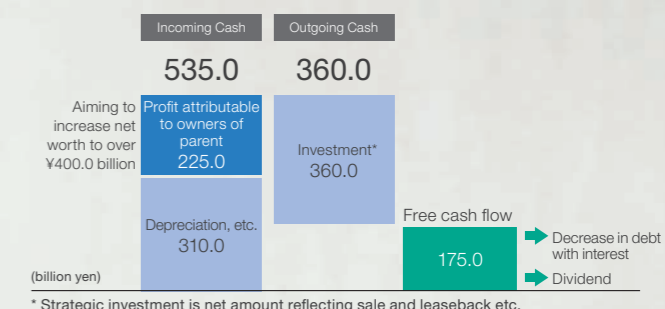 Incoming Cash
Outgoing Cash
535.0
360.0
Aiming to
increase net
worth to over
¥400.0 billion
Profit attributable
to owners of
parent
225.0
Investment*
360.0
Depreciation, etc.
310.0
Free cash flow
175.0
Decrease in debt
with interest
Dividend
(billion yen)
* Strategic investment is net amount reflecting sale and leaseback etc.